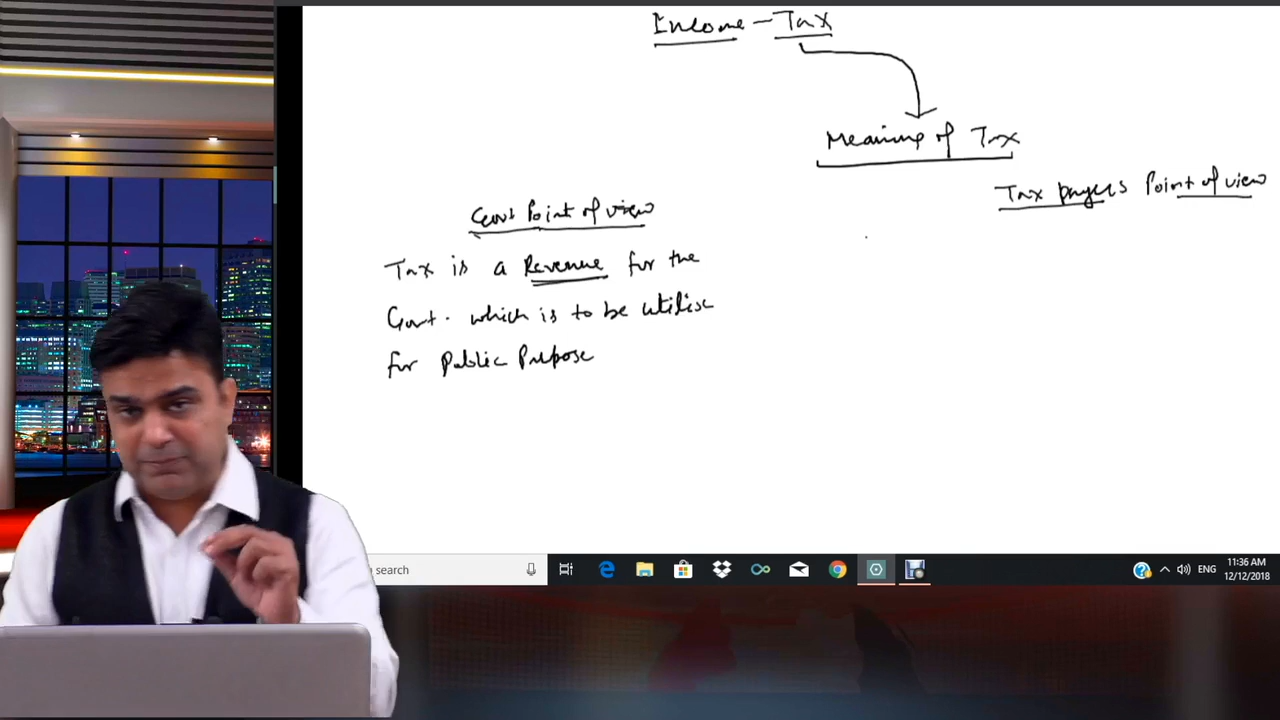 Income - Tax
Meaning of Tax
Tax payers Point of view
Govt Point of view
Tax is a Revenue for the
Govt. which is to be utilise
for Public Purpose
search
ENG
11:36 AM
12/12/2018